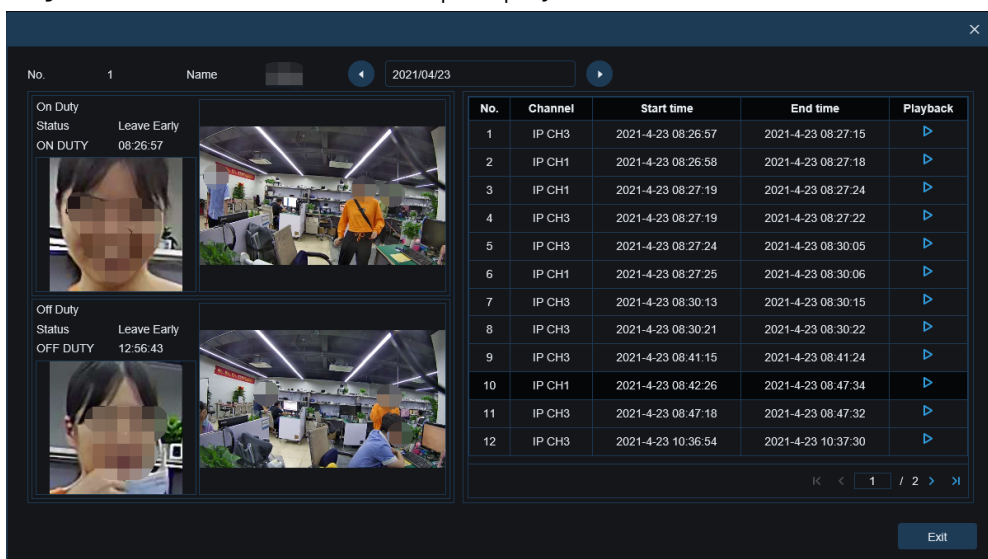 No. 1 Name 2021/04/23
On Duty
Status Leave Early
ON DUTY 08:26:57
Off Duty
Status Leave Early
OFF DUTY 12:56:43
No. Channel Start time End time Playback
1 IP CH3 2021-4-23 08:26:57 2021-4-23 08:27:15
2 IP CH1 2021-4-23 08:26:58 2021-4-23 08:27:18
3 IP CH1 2021-4-23 08:27:19 2021-4-23 08:27:24
4 IP CH3 2021-4-23 08:27:19 2021-4-23 08:27:22
5 IP CH3 2021-4-23 08:27:24 2021-4-23 08:30:05
6 IP CH1 2021-4-23 08:27:25 2021-4-23 08:30:06
7 IP CH3 2021-4-23 08:30:13 2021-4-23 08:30:15
8 IP CH3 2021-4-23 08:30:21 2021-4-23 08:30:22
9 IP CH3 2021-4-23 08:41:15 2021-4-23 08:41:24
10 IP CH1 2021-4-23 08:42:26 2021-4-23 08:47:34
11 IP CH3 2021-4-23 08:47:18 2021-4-23 08:47:32
12 IP CH3 2021-4-23 10:36:54 2021-4-23 10:37:30
1 / 2
Exit